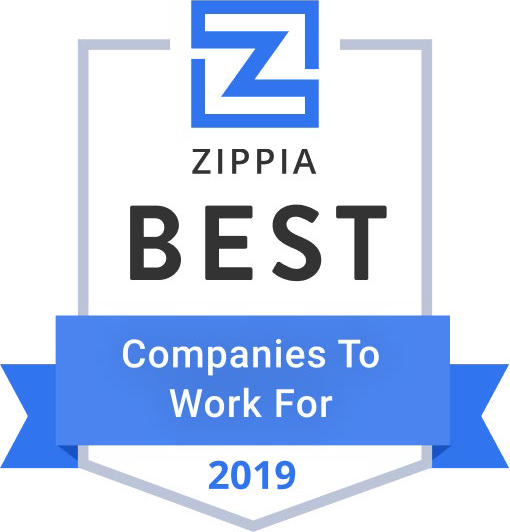 ZIPPIA
BEST
Companies To
Work For
2019